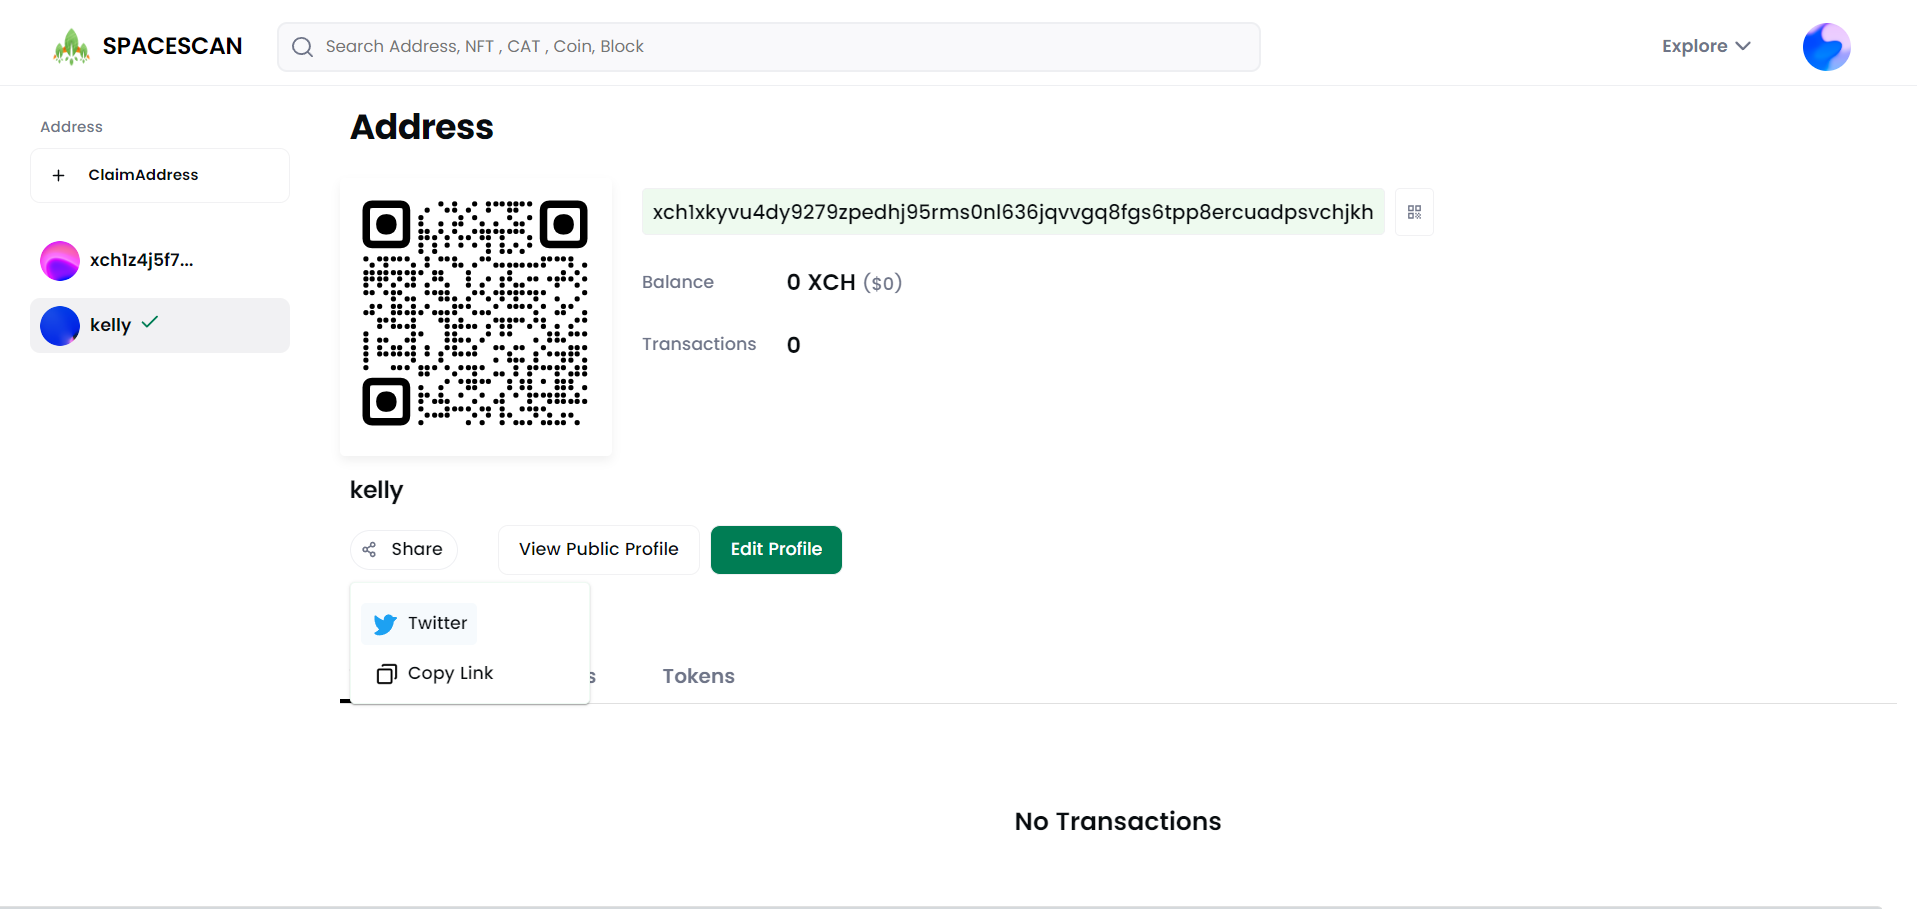 SPACESCAN
Search Address, NFT , CAT , Coin, Block
Explore
Address
ClaimAddress
xch1z4j5f7...
kelly
Address
xch1xkyvu4dy9279zpedhj95rms0nl636jqvvgq8fgs6tpp8ercuadpsvchjkh
Balance
0 XCH ($0)
Transactions
0
kelly
Share
View Public Profile
Edit Profile
Twitter
Copy Link
Tokens
No Transactions